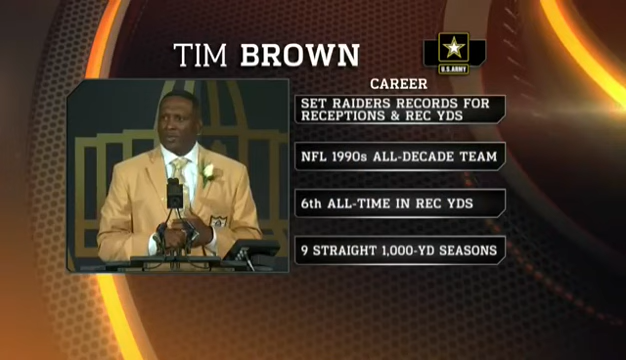 TIM BROWN
U.S.ARMY
CAREER
SET RAIDERS RECORDS FOR
RECEPTIONS & REC YDS
NFL 1990s ALL-DECADE TEAM
6th ALL-TIME IN REC YDS
9 STRAIGHT 1,000-YD SEASONS